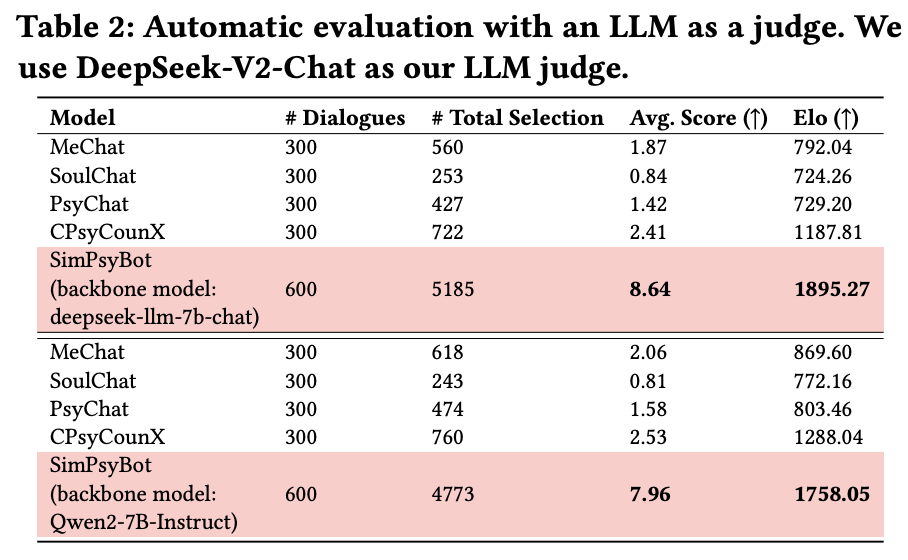 Table 2: Automatic evaluation with an LLM as a judge. We
use DeepSeek-V2-Chat as our LLM judge.
Model # Dialogues # Total Selection Avg. Score (↑) Elo (↑)
MeChat 300 560 1.87 792.04
SoulChat 300 253 0.84 724.26
PsyChat 300 427 1.42 729.20
CPsyCounX 300 722 2.41 1187.81
SimPsyBot
(backbone model: 600 5185 8.64 1895.27
deepseek-llm-7b-chat)
MeChat 300 618 2.06 869.60
SoulChat 300 243 0.81 772.16
PsyChat 300 474 1.58 803.46
CPsyCounX 300 760 2.53 1288.04
SimPsyBot
(backbone model: 600 4773 7.96 1758.05
Qwen2-7B-Instruct)